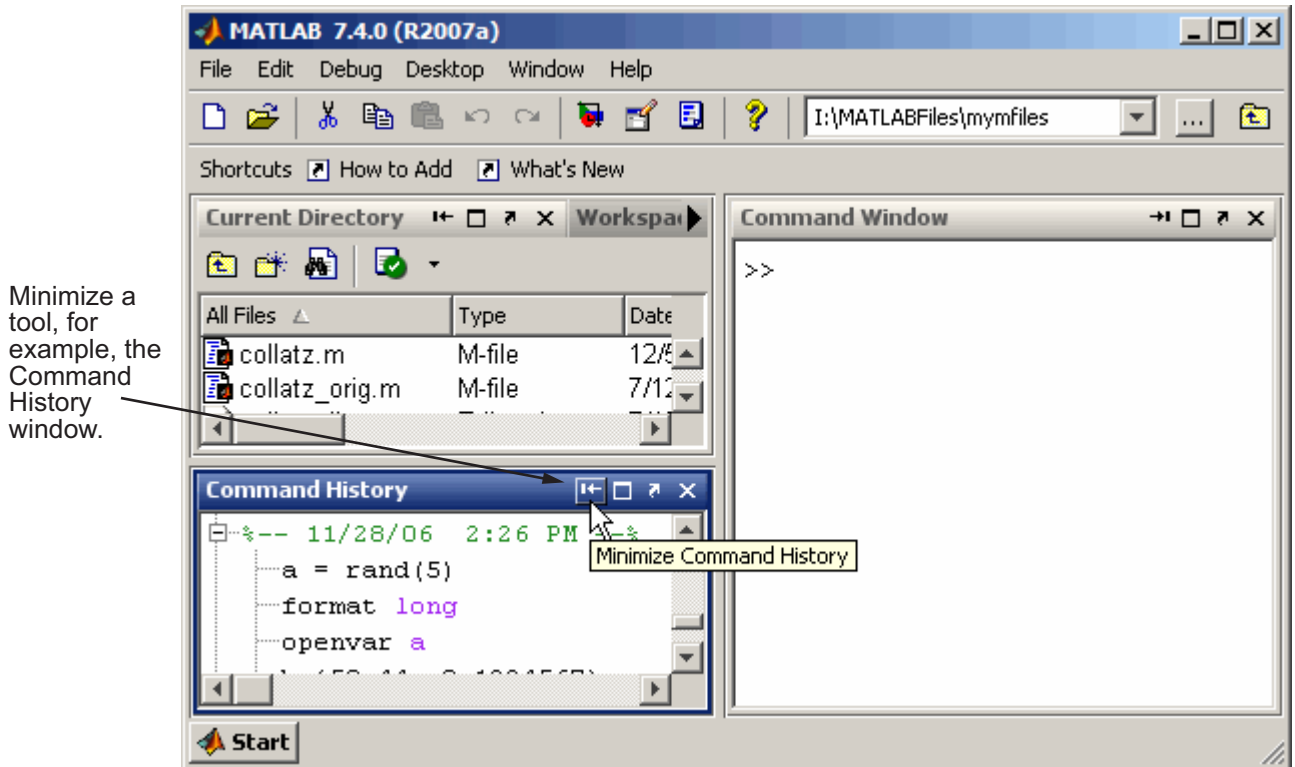 MATLAB 7.4.0 (R2007a)
File Edit Debug Desktop Window Help
I:\MATLABFiles\mymfiles
...
Shortcuts How to Add What's New
Current Directory
Command Window
>>
All Files Type
collatz.m M-file
collatz_orig.m M-file
Minimize a
tool, for
example, the
Command
History
window.
Command History
%-- 11/28/06 2:26 PM
Minimize Command History
a = rand(5)
format long
openvar a
Start